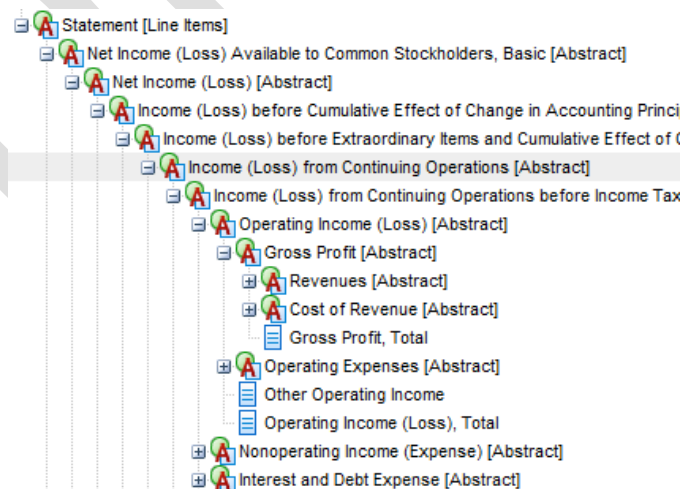 Statement [Line Items]
Net Income (Loss) Available to Common Stockholders, Basic [Abstract]
Net Income (Loss) [Abstract]
Income (Loss) before Cumulative Effect of Change in Accounting Princi
Income (Loss) before Extraordinary Items and Cumulative Effect of C
Income (Loss) from Continuing Operations [Abstract]
Income (Loss) from Continuing Operations before Income Tax
Operating Income (Loss) [Abstract]
Gross Profit [Abstract]
Revenues [Abstract]
Cost of Revenue [Abstract]
Gross Profit, Total
Operating Expenses [Abstract]
Other Operating Income
Operating Income (Loss), Total
Nonoperating Income (Expense) [Abstract]
Interest and Debt Expense [Abstract]